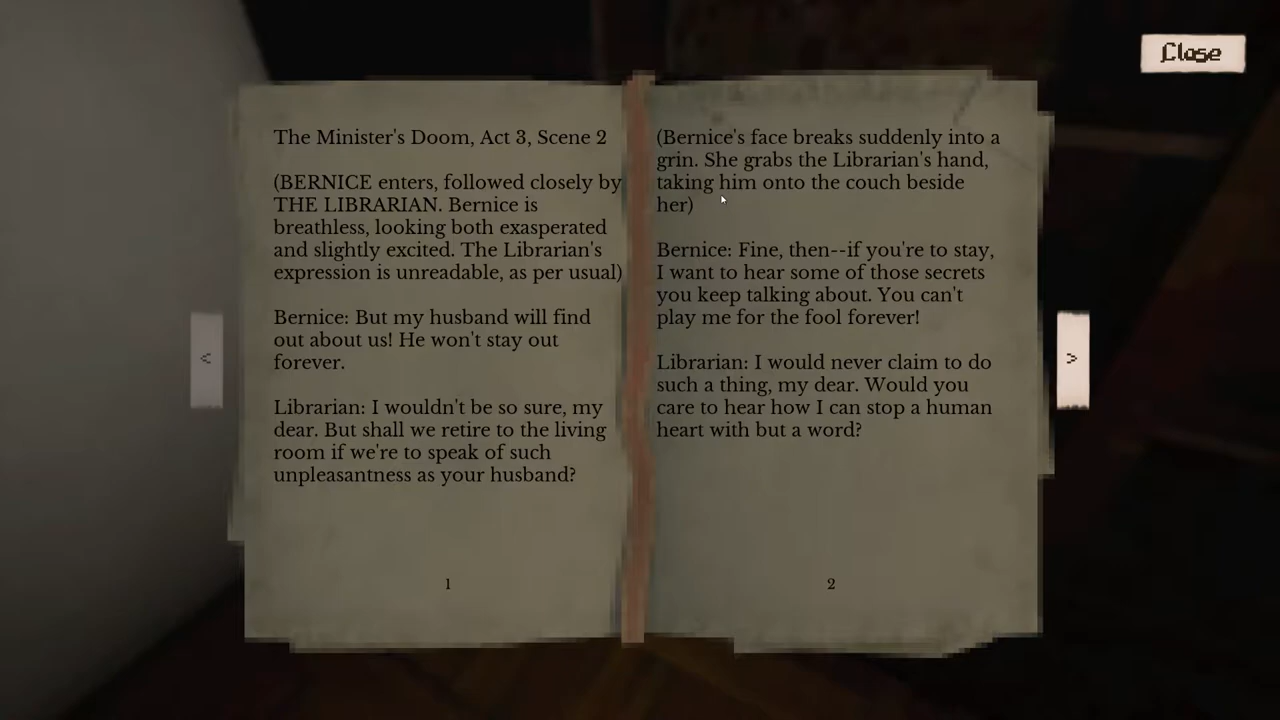 Close
The Minister's Doom, Act 3, Scene 2
(BERNICE enters, followed closely by
THE LIBRARIAN. Bernice is
breathless, looking both exasperated
and slightly excited. The Librarian's
expression is unreadable, as per usual)
Bernice: But my husband will find
out about us! He won't stay out
forever.
Librarian: I wouldn't be so sure, my
dear. But shall we retire to the living
room if we're to speak of such
unpleasantness as your husband?
1
(Bernice's face breaks suddenly into a
grin. She grabs the Librarian's hand,
taking him onto the couch beside
her)
Bernice: Fine, then--if you're to stay,
I want to hear some of those secrets
you keep talking about. You can't
play me for the fool forever!
Librarian: I would never claim to do
such a thing, my dear. Would you
care to hear how I can stop a human
heart with but a word?
2
<
>